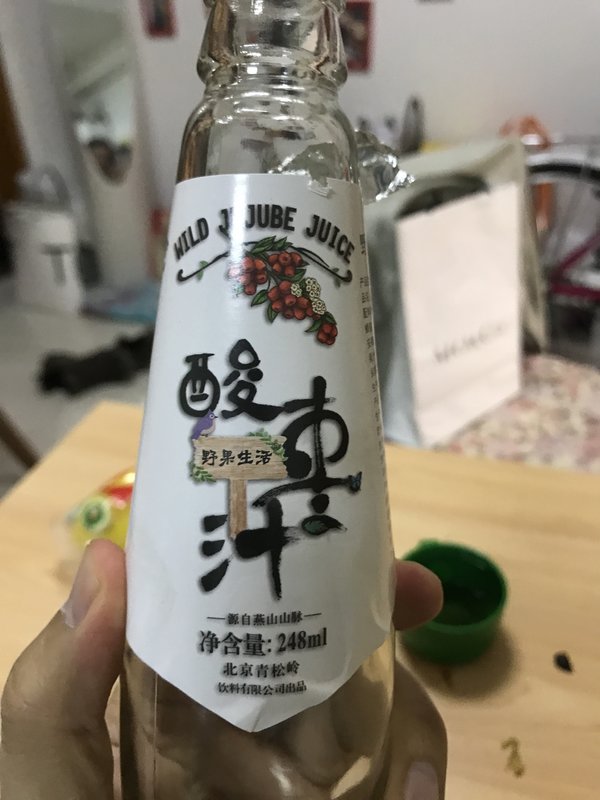 WILD JUJUBE JUICE
酸枣汁
野果生活
源自燕山山脉
净含量: 248ml
北京青松岭
饮料有限公司出品